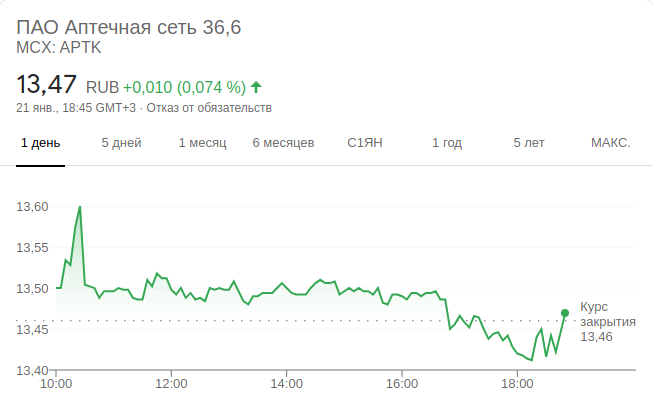 ПАО Аптечная сеть 36,6
MCX: APTK
13,47 RUB +0,010 (0,074 %)
21 янв., 18:45 GMT+3 · Отказ от обязательств
1 день 5 дней 1 месяц 6 месяцев С1ЯН 1 год 5 лет МАКС.
13,60
13,55
13,50
13,45
13,40
Курс
закрытия
13,46
10:00 12:00 14:00 16:00 18:00